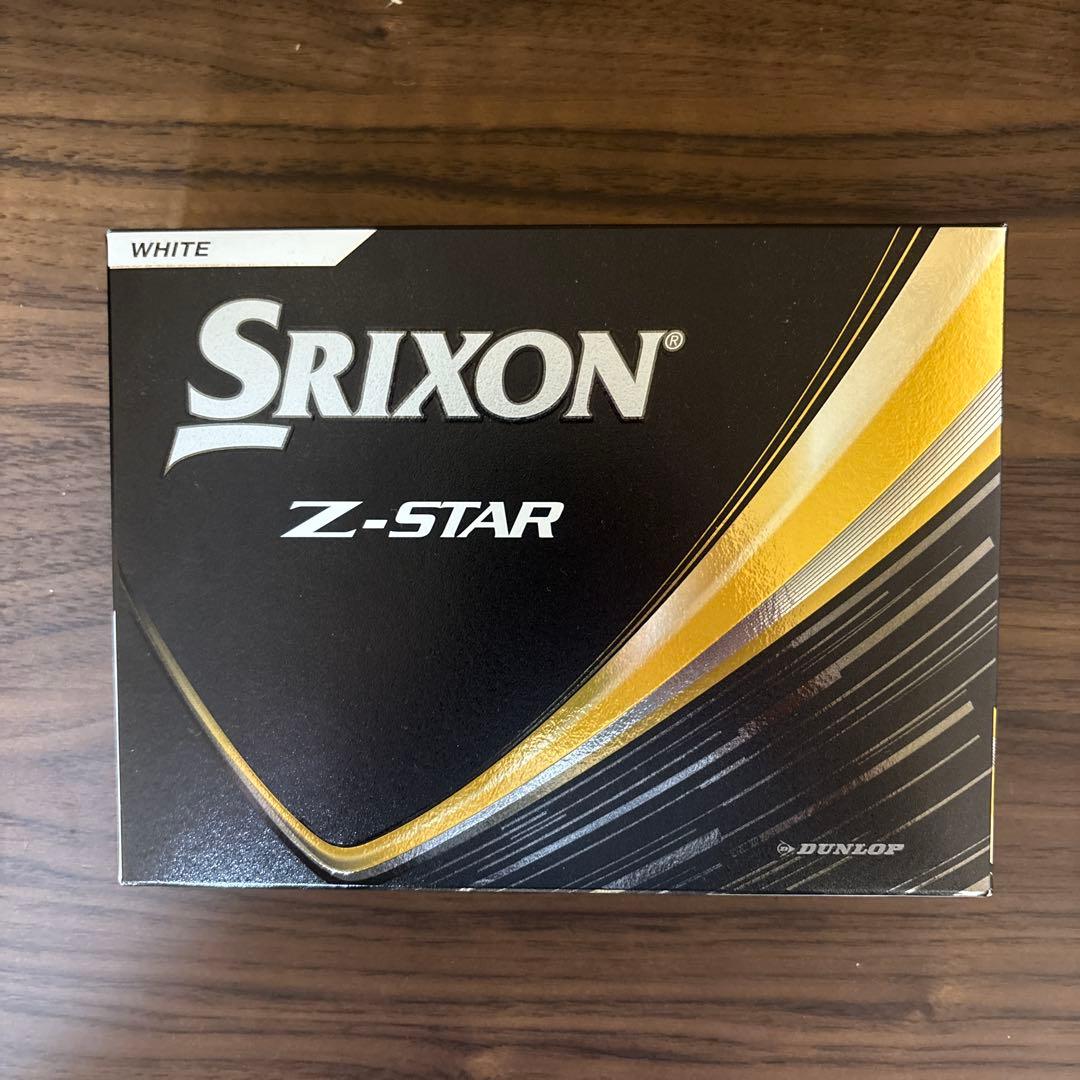 WHITE
SRIXON®
Z-STAR
DUNLOP